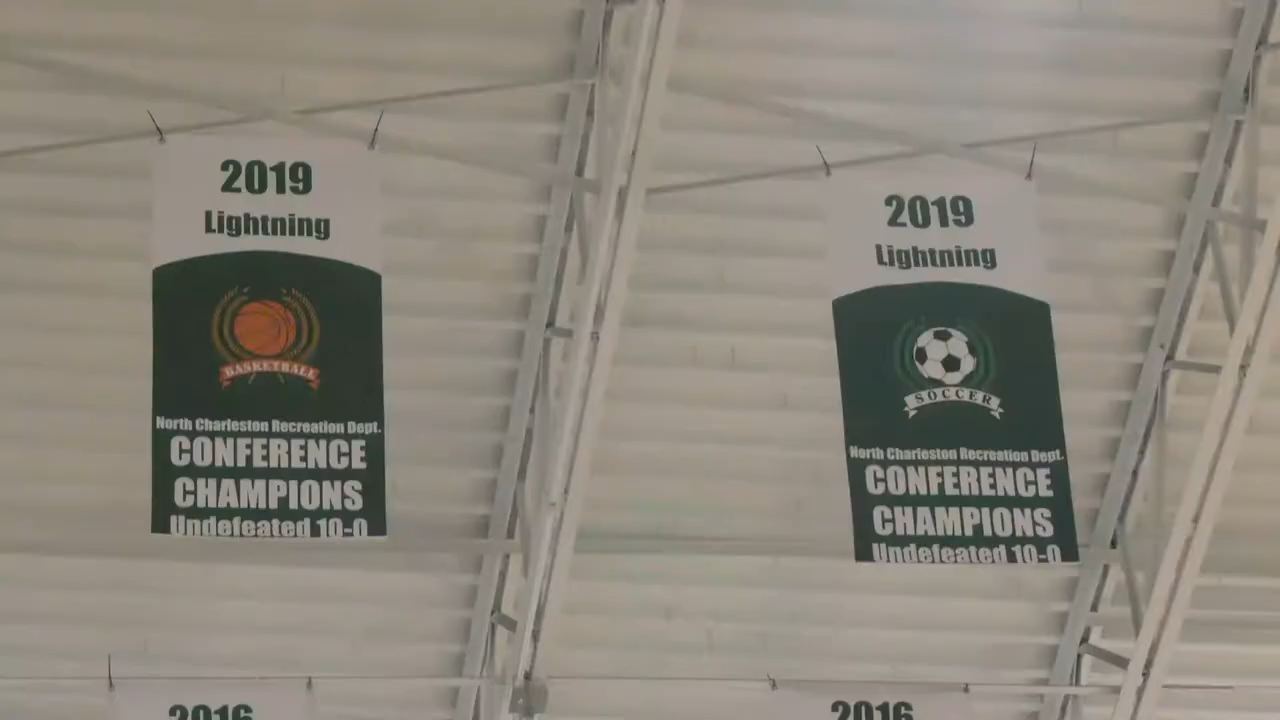 2019
Lightning
BASKETBALL
North Charleston Recreation Dept.
CONFERENCE
CHAMPIONS
Undefeated 10-0
2019
Lightning
SOCCER
North Charleston Recreation Dept.
CONFERENCE
CHAMPIONS
Undefeated 10-0
2016
2016